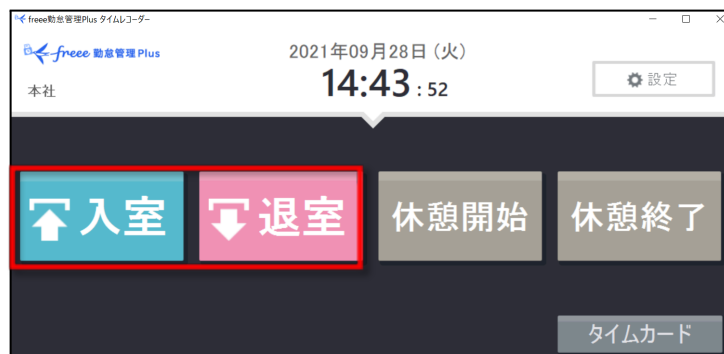 freee勤怠管理Plus タイムレコーダー
freee 勤怠管理Plus
本社
2021年09月28日(火)
14:43:52
設定
入室
退室
休憩開始
休憩終了
タイムカード